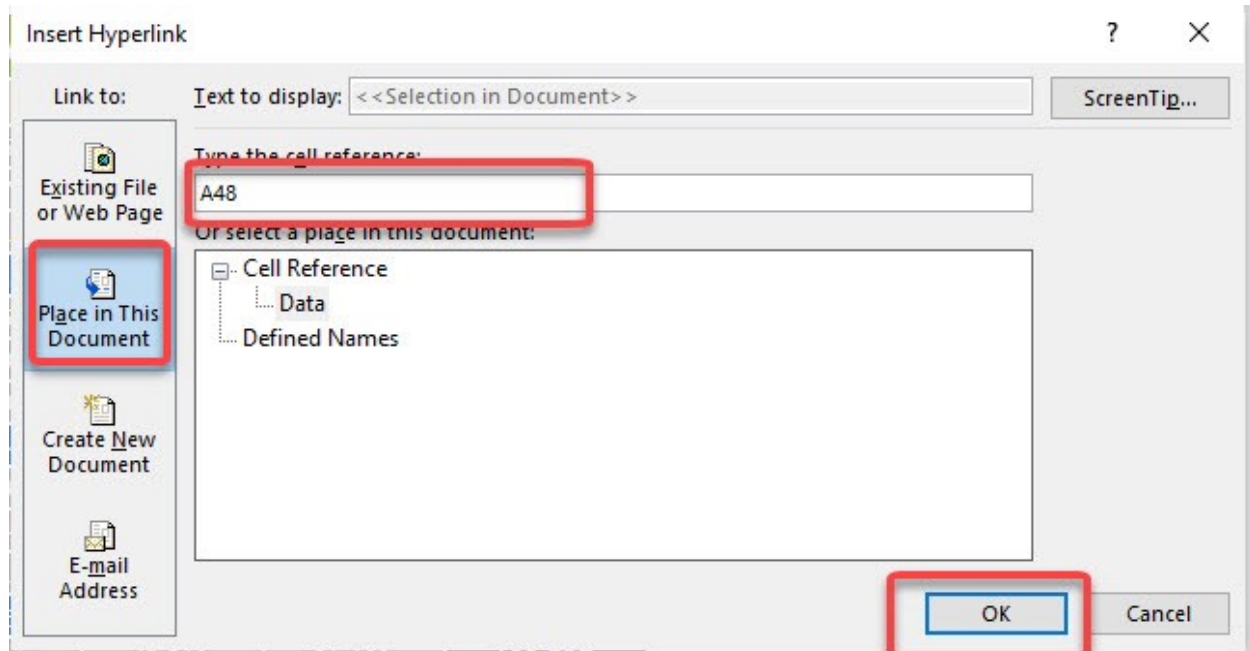 Insert Hyperlink
?
Link to:
Text to display: <<Selection in Document>>
ScreenTip...
Existing File
or Web Page
Type the cell reference:
A48
Or select a place in this document:
Cell Reference
Data
Defined Names
Place in This
Document
Create New
Document
E-mail
Address
OK
Cancel